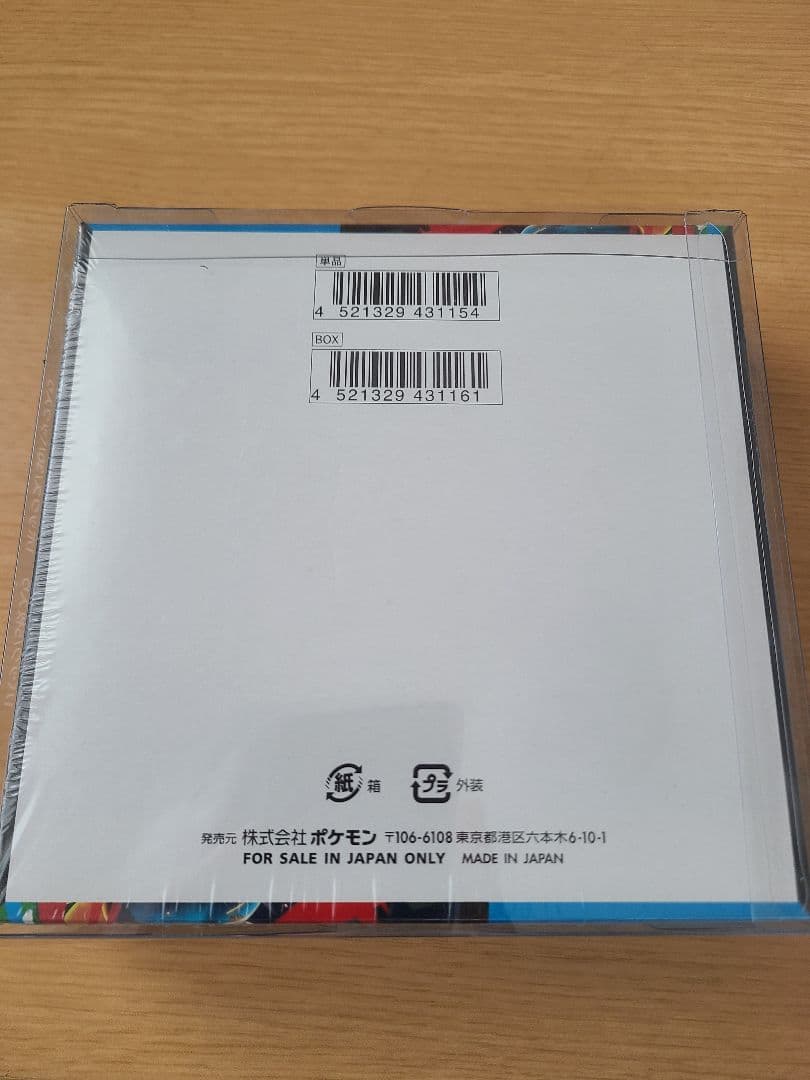 単品
4 521329 431154
BOX
4 521329 431161
紙 箱 プラ 外装
発売元 株式会社 ポケモン 〒106-6108 東京都港区六本木6-10-1
FOR SALE IN JAPAN ONLY MADE IN JAPAN